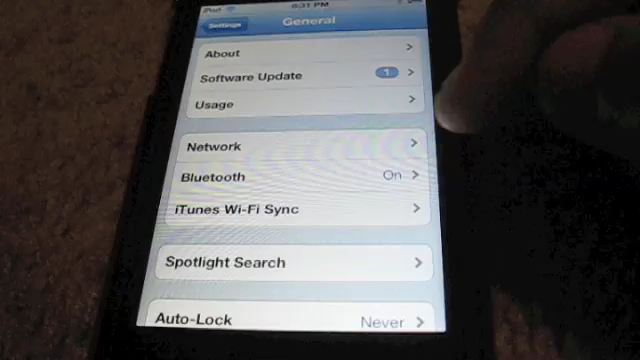 iPod 8:31 PM
Settings General
About
Software Update 1
Usage
Network
Bluetooth On
iTunes Wi-Fi Sync
Spotlight Search
Auto-Lock Never